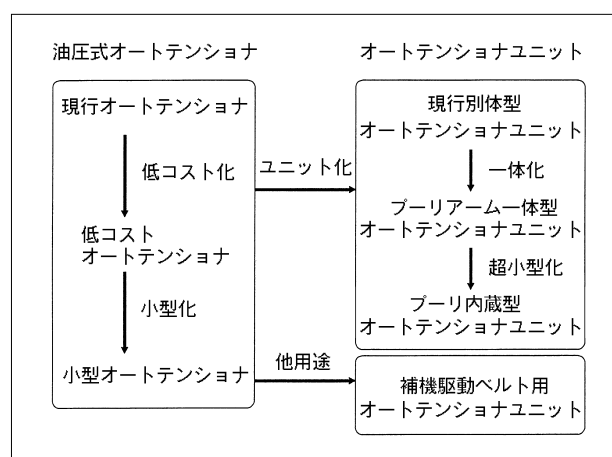 油圧式オートテンショナ
オートテンショナユニット
現行オートテンショナ
低コスト化
低コスト
オートテンショナ
小型化
小型オートテンショナ
ユニット化
他用途
現行別体型
オートテンショナユニット
一体化
プーリアーム一体型
オートテンショナユニット
超小型化
プーリ内蔵型
オートテンショナユニット
補機駆動ベルト用
オートテンショナユニット